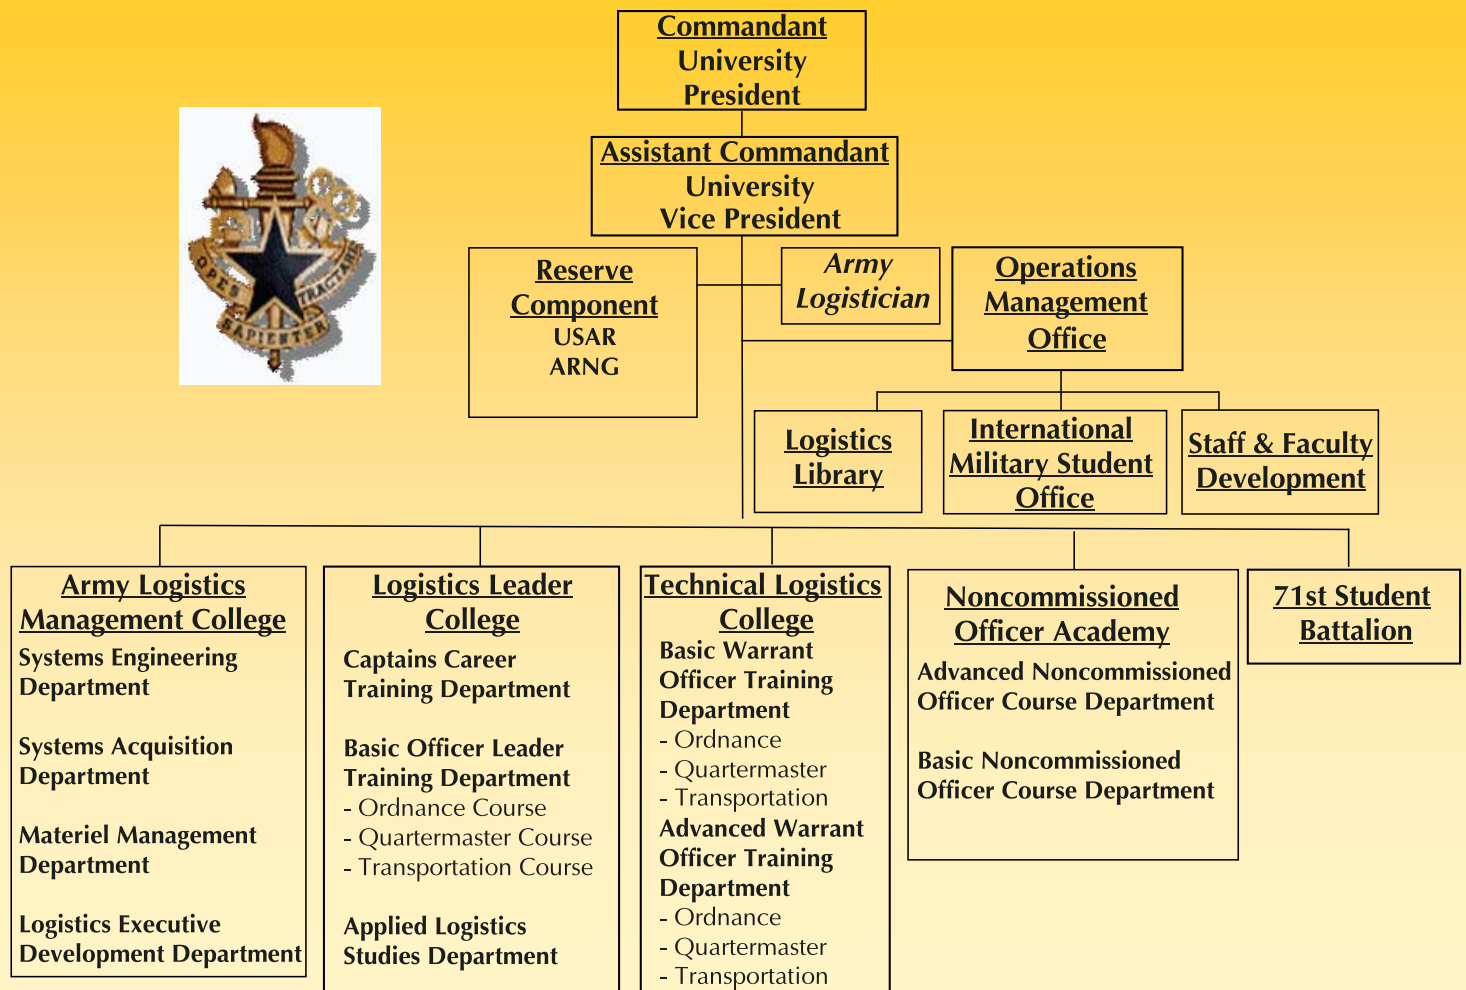 Commandant
University
President
Assistant Commandant
University
Vice President
OPES
TRACTARE
SAPIENTER
Reserve
Component
USAR
ARNG
Army
Logistician
Operations
Management
Office
Logistics
Library
International
Military Student
Office
Staff & Faculty
Development
Army Logistics
Management College
Systems Engineering
Department
Systems Acquisition
Department
Materiel Management
Department
Logistics Executive
Development Department
Logistics Leader
College
Captains Career
Training Department
Basic Officer Leader
Training Department
- Ordnance Course
- Quartermaster Course
- Transportation Course
Applied Logistics
Studies Department
Technical Logistics
College
Basic Warrant
Officer Training
Department
- Ordnance
- Quartermaster
- Transportation
Advanced Warrant
Officer Training
Department
- Ordnance
- Quartermaster
- Transportation
Noncommissioned
Officer Academy
Advanced Noncommissioned
Officer Course Department
Basic Noncommissioned
Officer Course Department
71st Student
Battalion